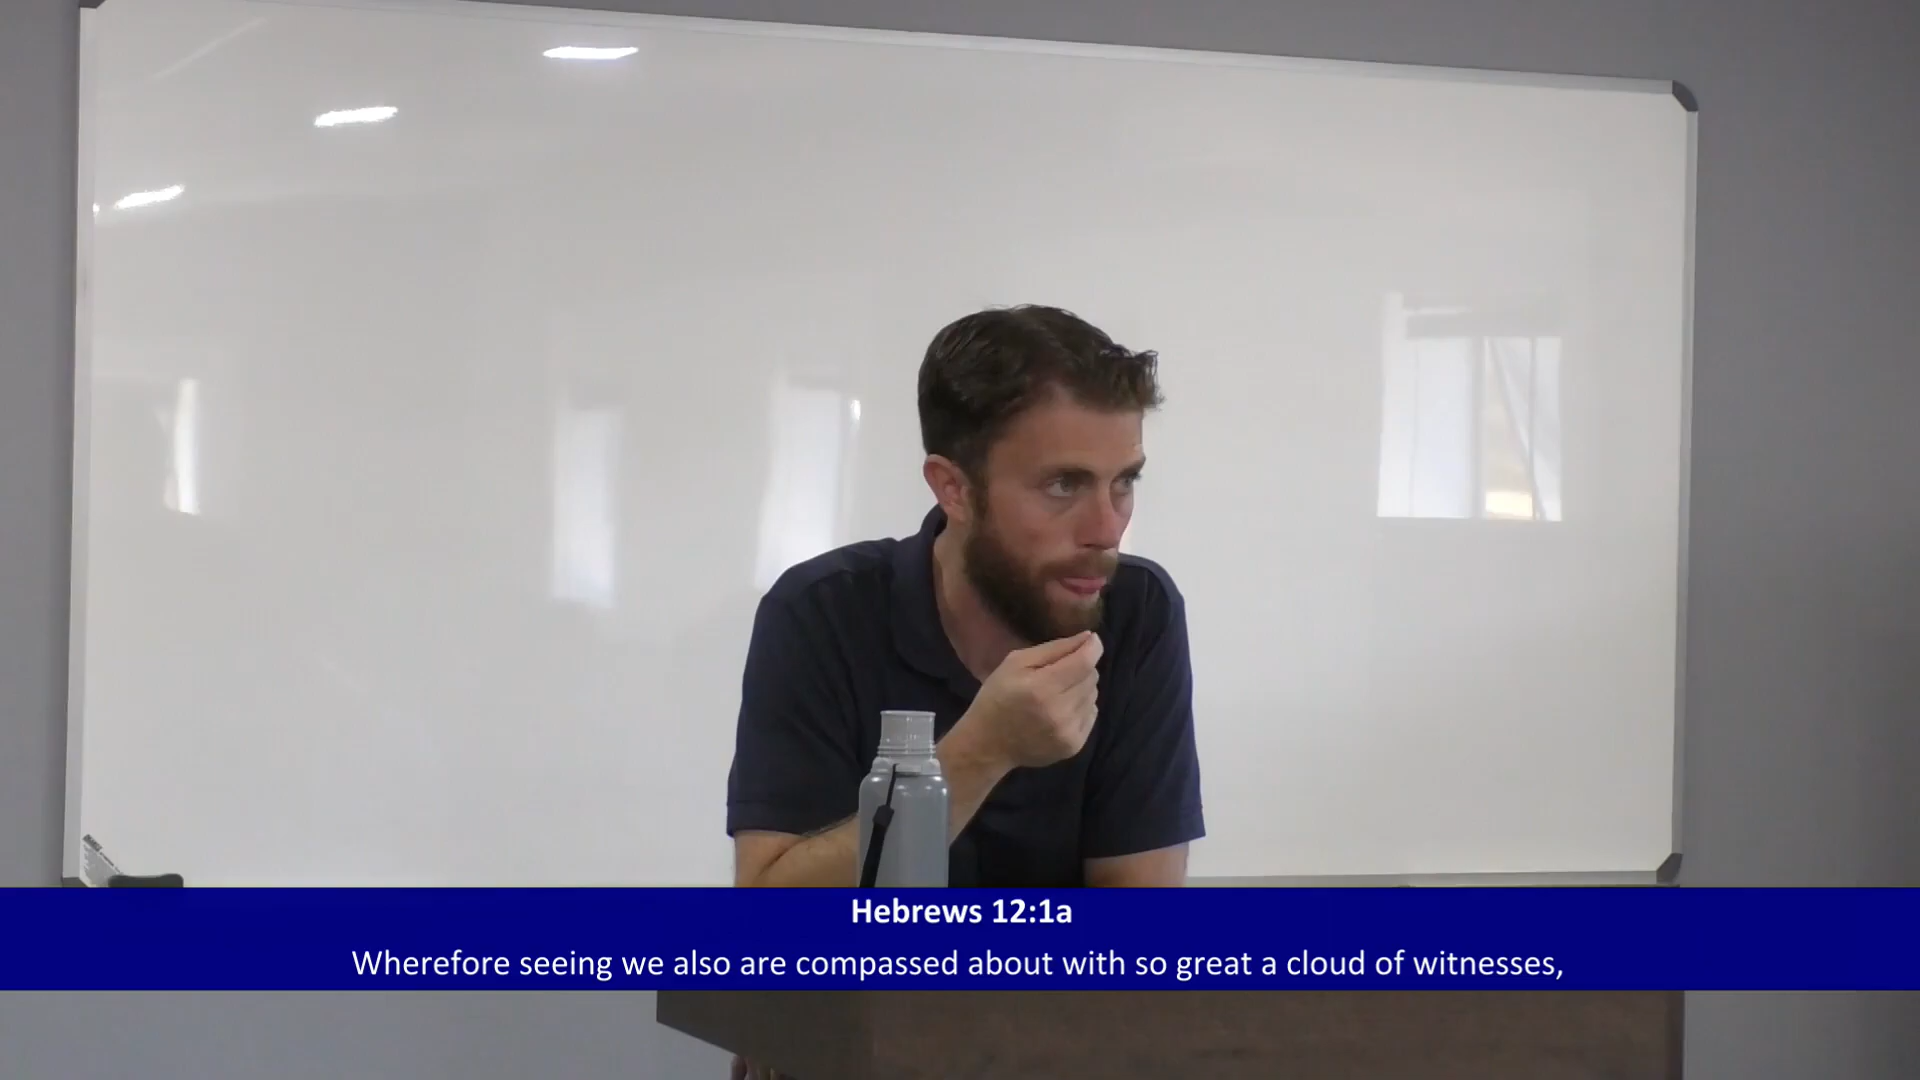 Hebrews 12:1a
Wherefore seeing we also are compassed about with so great a cloud of witnesses,